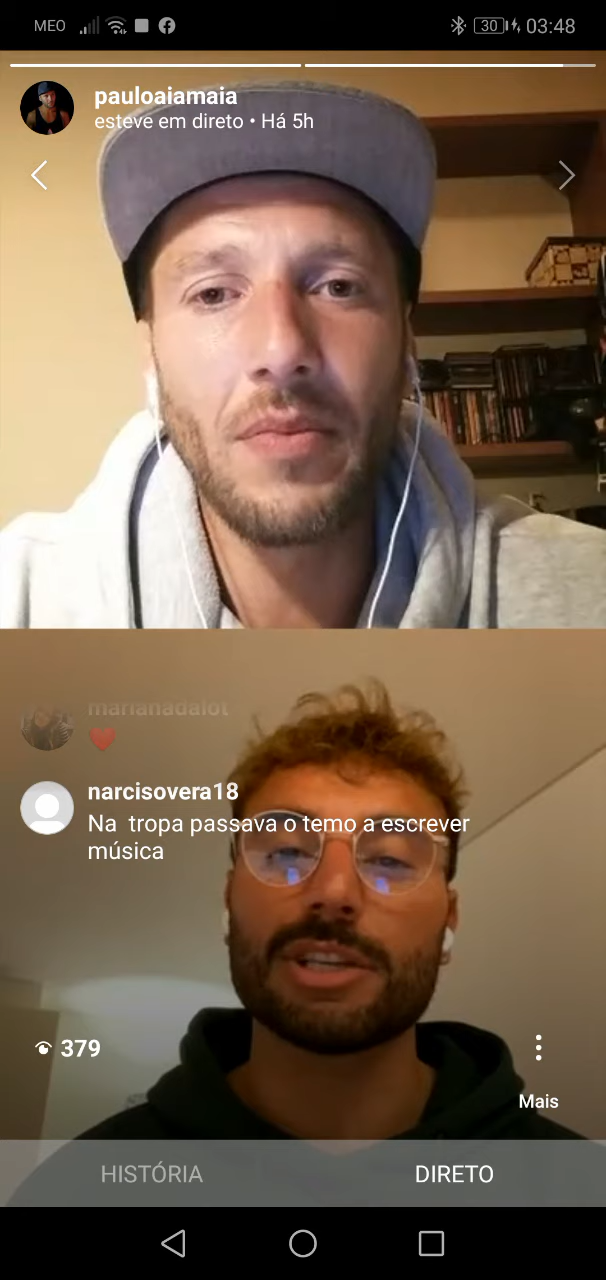 MEO
30
03:48
pauloaiamaia
esteve em direto • Há 5h
marianadalot
narcisovera18
Na tropa passava o temo a escrever
música
379
Mais
HISTÓRIA
DIRETO